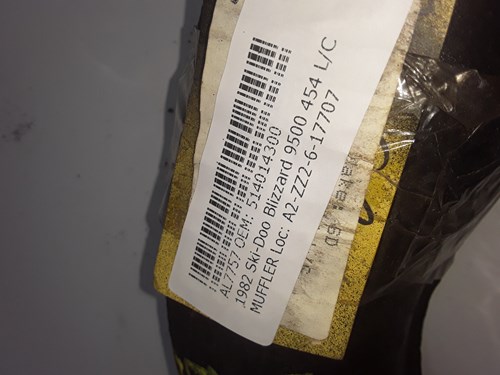 AL7757 OEM: 514014300
1982 Ski-Doo Blizzard 9500 454 L/C
MUFFLER Loc: A2-ZZ2-6-17707